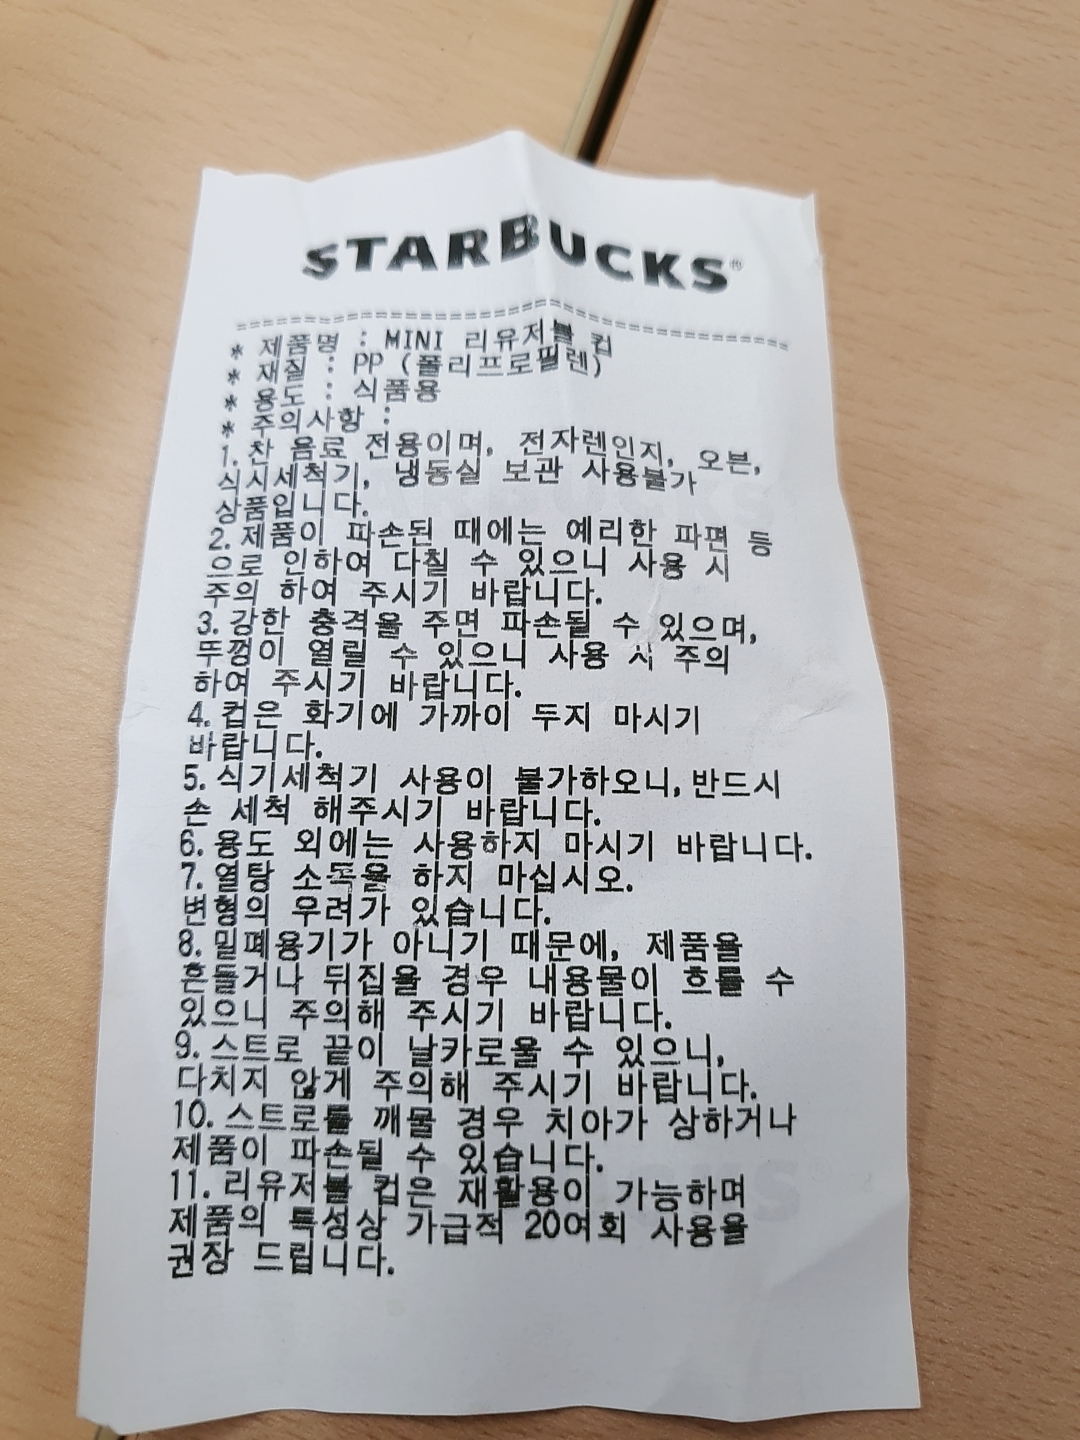 STARBUCKS®
* 제품명 : MINI 리유저블 컵
* 재질 : PP (폴리프로필렌)
* 용도 : 식품용
* 주의사항 :
1. 찬 음료 전용이며, 전자렌인지, 오븐,
식시세척기, 냉동실 보관 사용불가
상품입니다.
2. 제품이 파손된 때에는 예리한 파편 등
으로 인하여 다칠 수 있으니 사용 시
주의 하여 주시기 바랍니다.
3. 강한 충격을 주면 파손될 수 있으며,
뚜껑이 열릴 수 있으니 사용 시 주의
하여 주시기 바랍니다.
4. 컵은 화기에 가까이 두지 마시기
바랍니다.
5. 식기세척기 사용이 불가하오니, 반드시
손 세척 해주시기 바랍니다.
6. 용도 외에는 사용하지 마시기 바랍니다.
7. 열탕 소독을 하지 마십시오.
변형의 우려가 있습니다.
8. 밀폐용기가 아니기 때문에, 제품을
흔들거나 뒤집을 경우 내용물이 흐를 수
있으니 주의해 주시기 바랍니다.
9. 스트로 끝이 날카로울 수 있으니,
다치지 않게 주의해 주시기 바랍니다.
10. 스트로를 깨물 경우 치아가 상하거나
제품이 파손될 수 있습니다.
11. 리유저블 컵은 재활용이 가능하며
제품의 특성상 가급적 20여회 사용을
권장 드립니다.